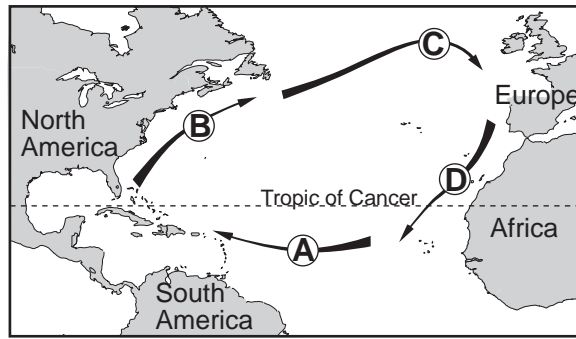 C
Europe
North
America
B
D
Tropic of Cancer
Africa
A
South
America